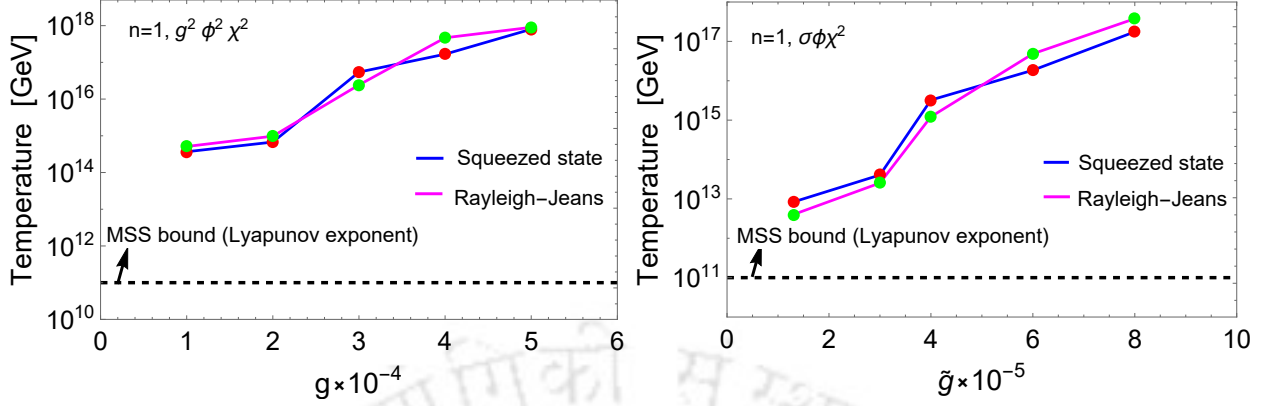 n=1, g² ϕ² χ²
Temperature [GeV]
10¹⁸
10¹⁶
10¹⁴
10¹²
10¹⁰
Squeezed state
Rayleigh−Jeans
MSS bound (Lyapunov exponent)
0 1 2 3 4 5 6
g×10⁻⁴
n=1, σϕχ²
Temperature [GeV]
10¹⁷
10¹⁵
10¹³
10¹¹
Squeezed state
Rayleigh−Jeans
MSS bound (Lyapunov exponent)
0 2 4 6 8 10
g̃×10⁻⁵